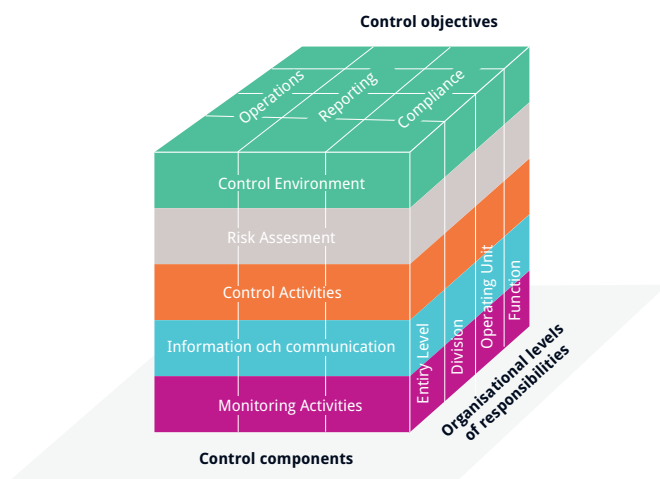 Control objectives
Operations
Reporting
Compliance
Control Environment
Risk Assesment
Control Activities
Information och communication
Monitoring Activities
Entiry Level
Division
Operating Unit
Function
Organisational levels
of responsibilities
Control components